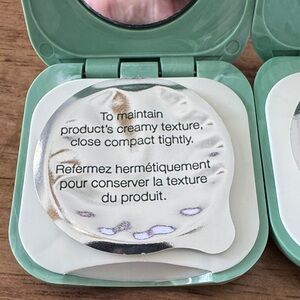 To maintain
product's creamy texture,
close compact tightly.
Refermez hermétiquement
pour conserver la texture
du produit.